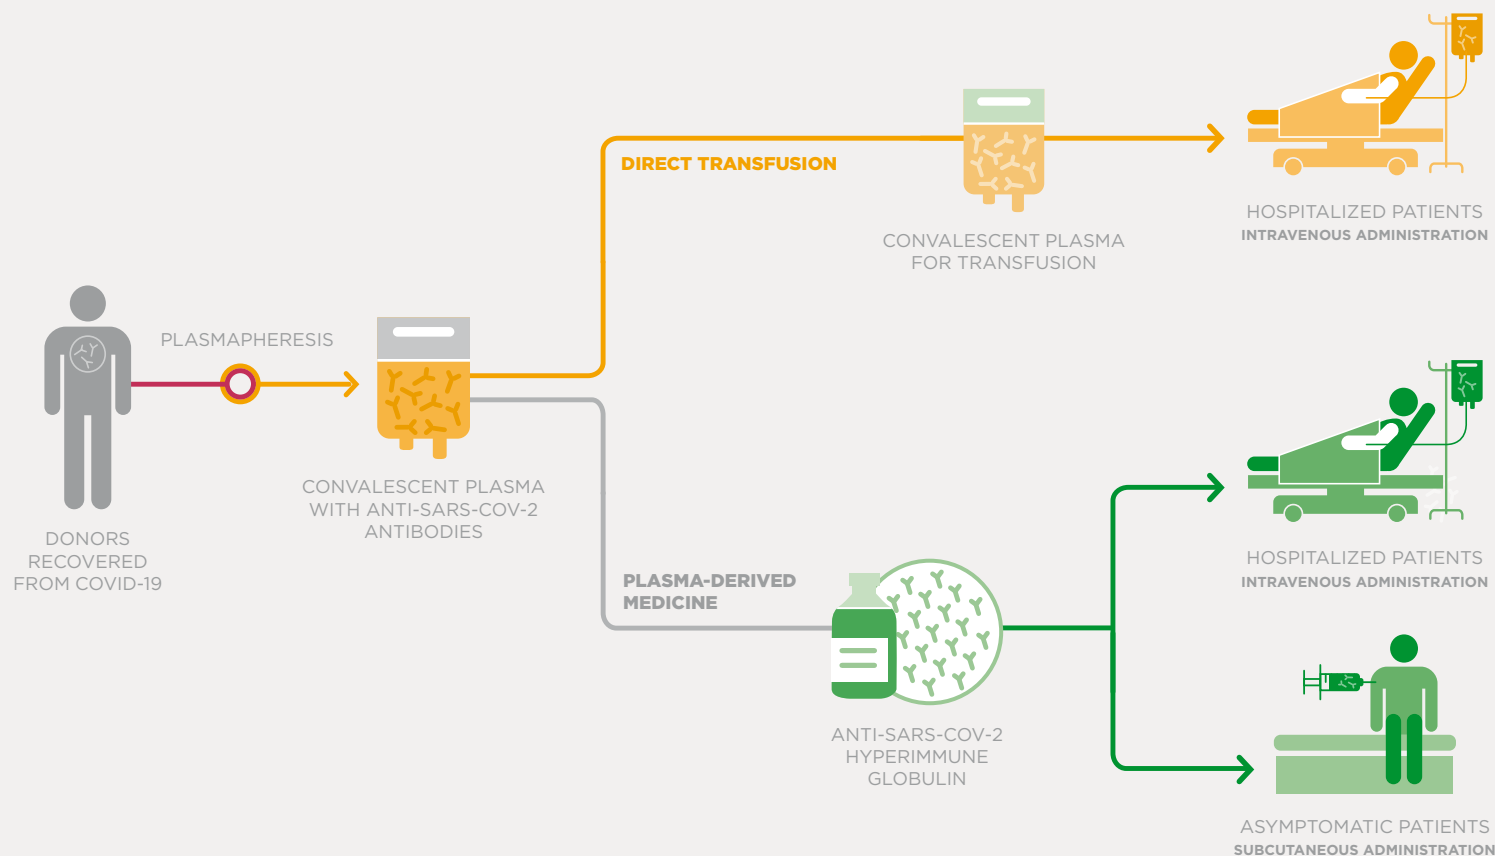 DIRECT TRANSFUSION
CONVALESCENT PLASMA
FOR TRANSFUSION
HOSPITALIZED PATIENTS
INTRAVENOUS ADMINISTRATION
PLASMAPHERESIS
DONORS
RECOVERED
FROM COVID-19
CONVALESCENT PLASMA
WITH ANTI-SARS-COV-2
ANTIBODIES
PLASMA-DERIVED
MEDICINE
ANTI-SARS-COV-2
HYPERIMMUNE
GLOBULIN
HOSPITALIZED PATIENTS
INTRAVENOUS ADMINISTRATION
ASYMPTOMATIC PATIENTS
SUBCUTANEOUS ADMINISTRATION